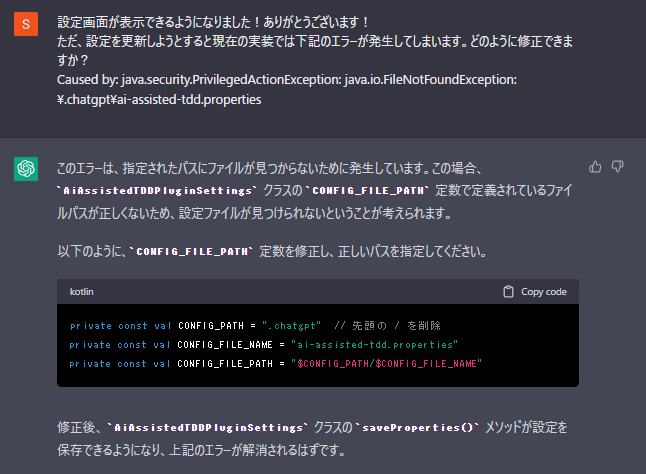 S
設定画面が表示できるようになりました！ありがとうございます！
ただ、設定を更新しようとすると現在の実装では下記のエラーが発生してしまいます。どのように修正できま
すか？
Caused by: java.security.PrivilegedActionException: java.io.FileNotFoundException:
¥.chatgpt¥ai-assisted-tdd.properties
このエラーは、指定されたパスにファイルが見つからないために発生しています。この場合、
`AiAssistedTDDPluginSettings` クラスの `CONFIG_FILE_PATH` 定数で定義されているファイ
ルパスが正しくないため、設定ファイルが見つけられないということが考えられます。
以下のように、`CONFIG_FILE_PATH` 定数を修正し、正しいパスを指定してください。
kotlin Copy code
private const val CONFIG_PATH = ".chatgpt" // 先頭の / を削除
private const val CONFIG_FILE_NAME = "ai-assisted-tdd.properties"
private const val CONFIG_FILE_PATH = "$CONFIG_PATH/$CONFIG_FILE_NAME"
修正後、`AiAssistedTDDPluginSettings` クラスの `saveProperties()` メソッドが設定を
保存できるようになり、上記のエラーが解消されるはずです。